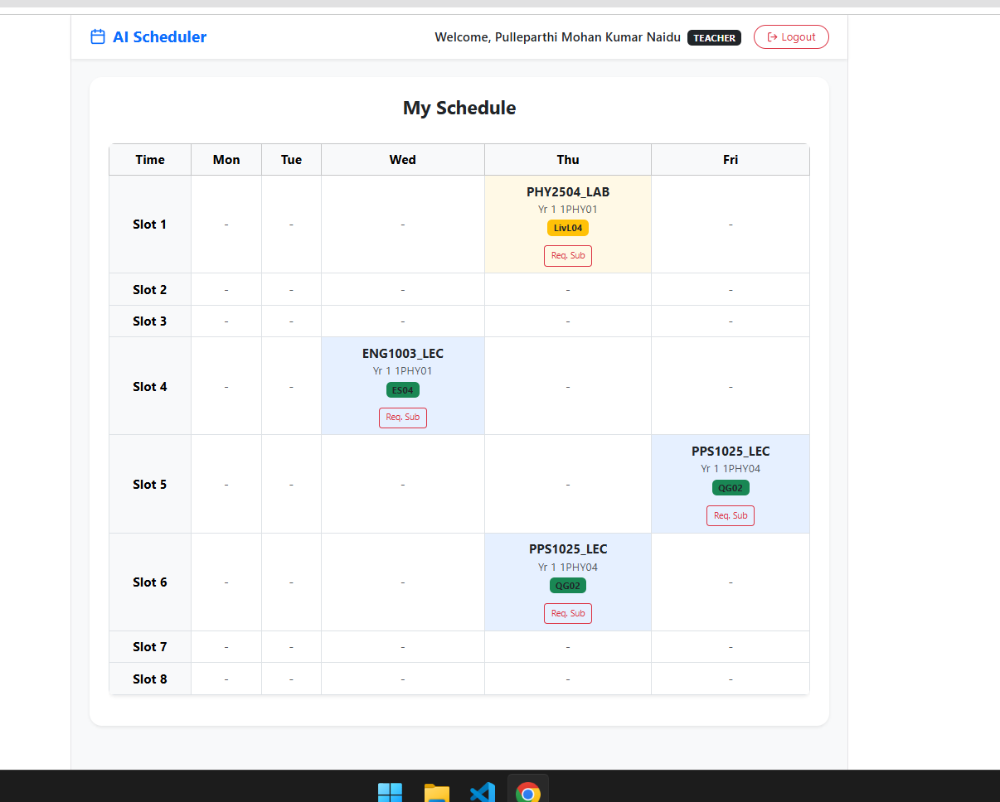 AI Scheduler
Welcome, Pulleparthi Mohan Kumar Naidu TEACHER Logout
My Schedule
Time Mon Tue Wed Thu Fri
Slot 1 - - - PHY2504_LAB -
Yr 1 1PHY01
LivL04
Req. Sub
Slot 2 - - - - -
Slot 3 - - - - -
Slot 4 - - ENG1003_LEC - -
Yr 1 1PHY01
ES04
Req. Sub
Slot 5 - - - - PPS1025_LEC
Yr 1 1PHY04
QG02
Req. Sub
Slot 6 - - - PPS1025_LEC -
Yr 1 1PHY04
QG02
Req. Sub
Slot 7 - - - - -
Slot 8 - - - - -